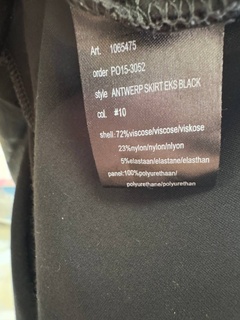 Art. 1065475
order PO15-3052
style ANTWERP SKIRT EKS BLACK
col. #10
shell:72%viscose/viscose/viskose
23%nylon/nylon/nlyon
5%elastaan/elastane/elasthan
panel:100%polyurethaan/
polyurethane/polyurethan